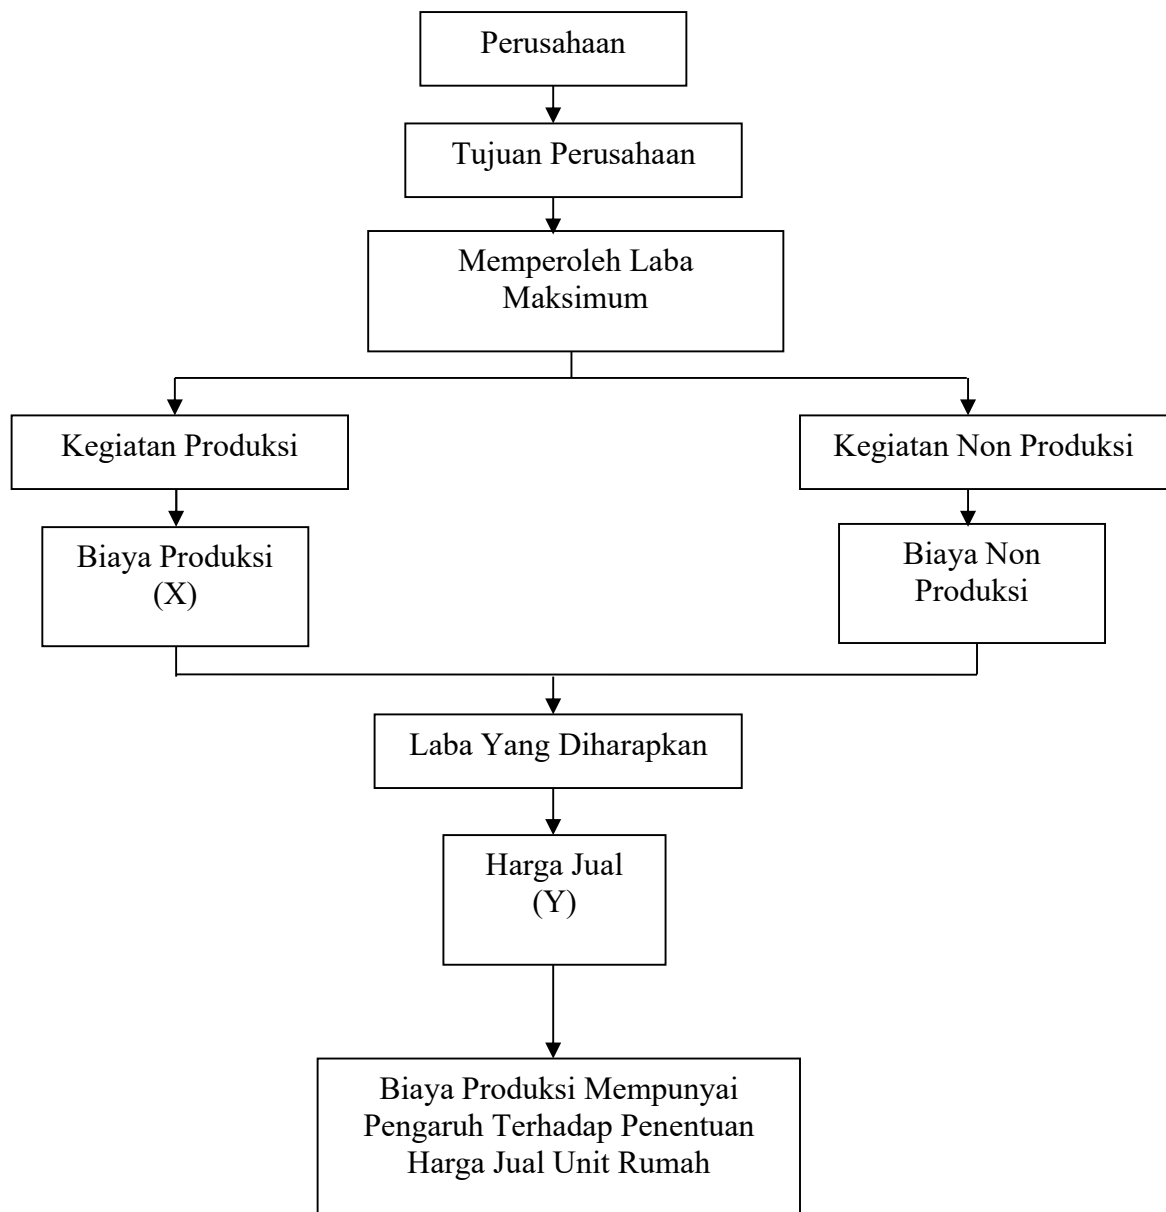 Perusahaan
Tujuan Perusahaan
Memperoleh Laba
Maksimum
Kegiatan Produksi
Kegiatan Non Produksi
Biaya Produksi
(X)
Biaya Non
Produksi
Laba Yang Diharapkan
Harga Jual
(Y)
Biaya Produksi Mempunyai
Pengaruh Terhadap Penentuan
Harga Jual Unit Rumah